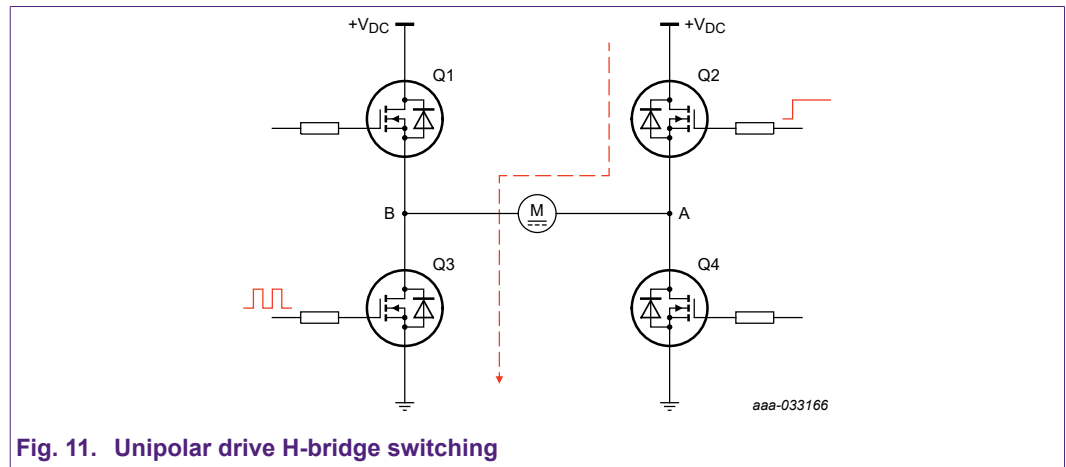 +VDC
+VDC
Q1
Q2
B
M
A
Q3
Q4
aaa-033166
Fig. 11. Unipolar drive H-bridge switching